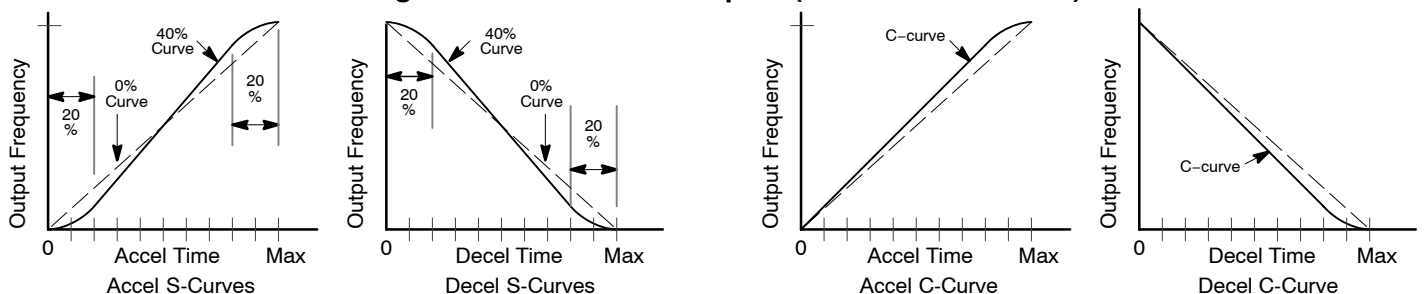 Output Frequency
40%
Curve
0%
Curve
20
%
20
%
0
Accel Time
Max
Accel S-Curves
Output Frequency
40%
Curve
0%
Curve
20
%
20
%
0
Decel Time
Max
Decel S-Curves
Output Frequency
C−curve
0
Accel Time
Max
Accel C-Curve
Output Frequency
C−curve
0
Decel Time
Max
Decel C-Curve